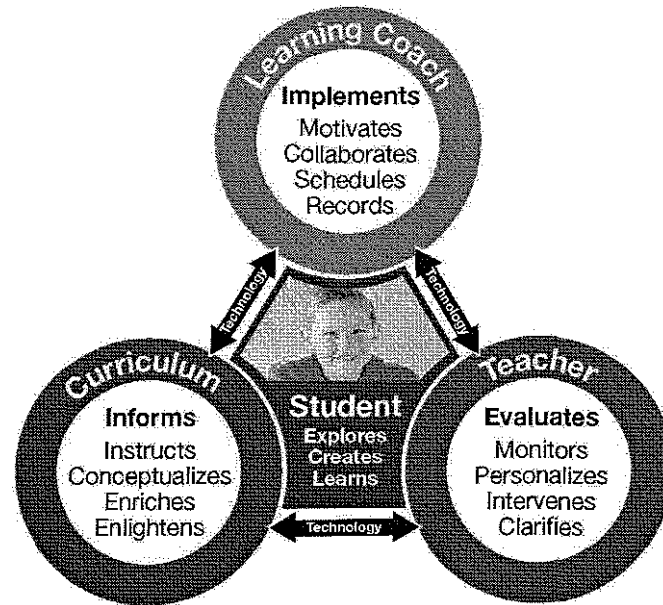 Learning Coach
Implements
Motivates
Collaborates
Schedules
Records
Technology
Technology
Curriculum
Informs
Instructs
Conceptualizes
Enriches
Enlightens
Student
Explores
Creates
Learns
Teacher
Evaluates
Monitors
Personalizes
Intervenes
Clarifies
Technology